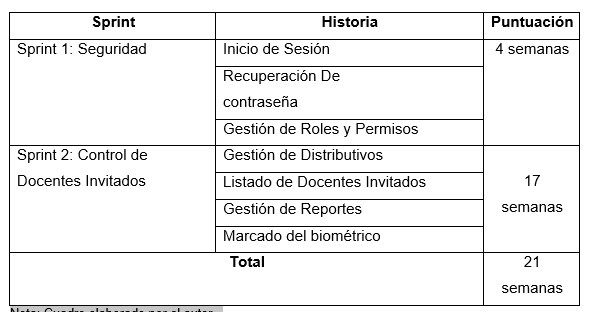 Sprint Historia Puntuación
Sprint 1: Seguridad Inicio de Sesión 4 semanas
Recuperación De
contraseña
Gestión de Roles y Permisos
Sprint 2: Control de Gestión de Distributivos
Docentes Invitados Listado de Docentes Invitados 17
Gestión de Reportes semanas
Marcado del biométrico
Total 21
semanas
Nota: Cuadro elaborado por el autor